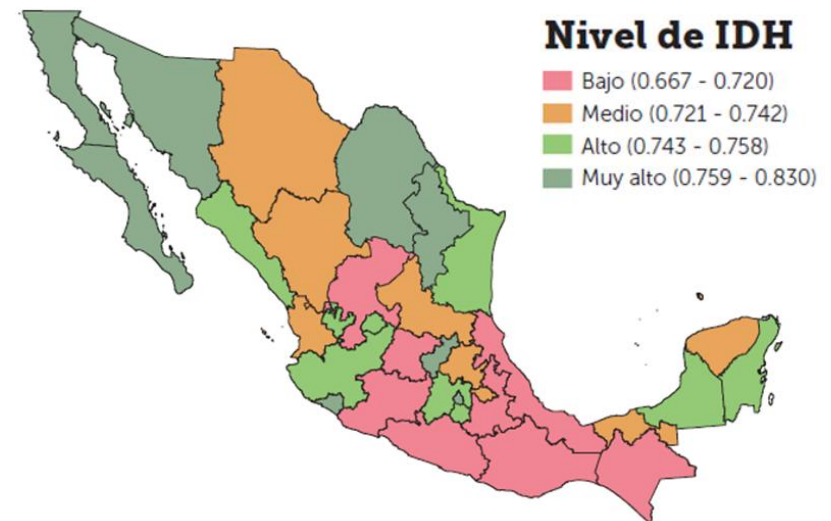 Nivel de IDH
Bajo (0.667 - 0.720)
Medio (0.721 - 0.742)
Alto (0.743 - 0.758)
Muy alto (0.759 - 0.830)